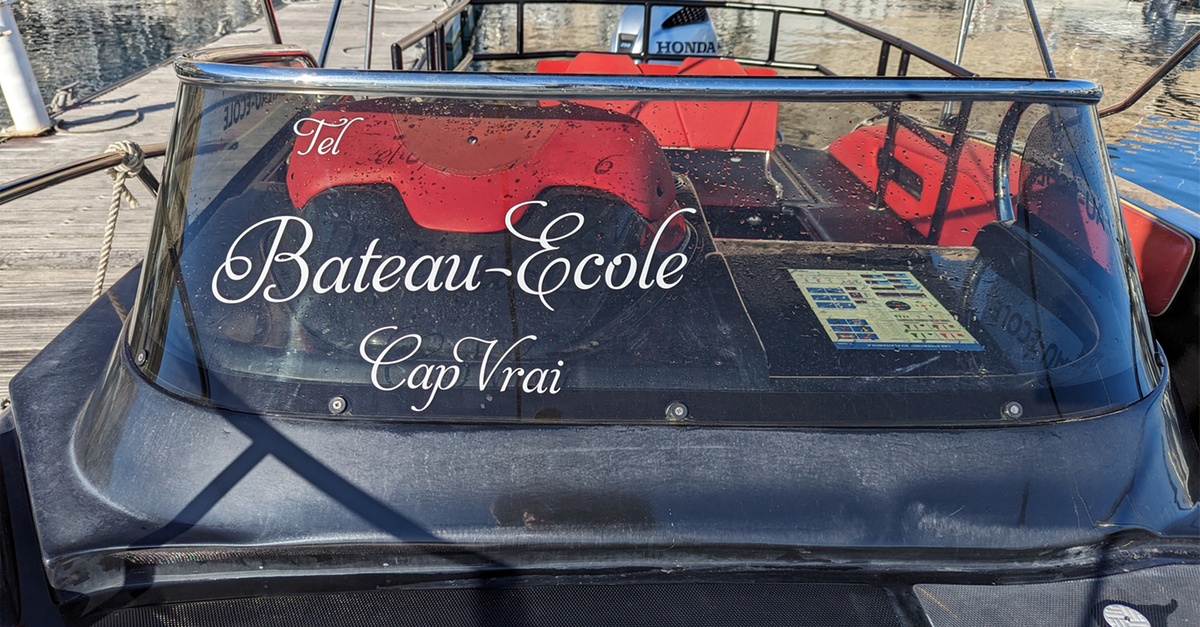 HONDA
Tel
Bateau-Ecole
Cap Vrai